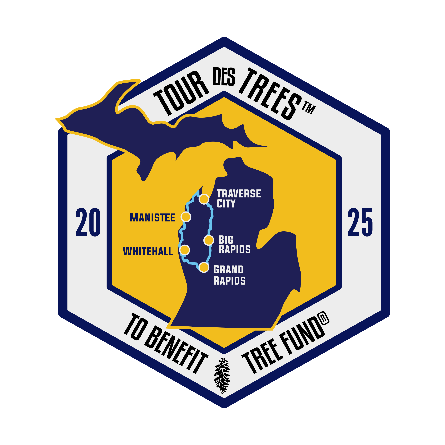 TOUR DES TREES™
20 25
TRAVERSE
CITY
MANISTEE
BIG
RAPIDS
WHITEHALL
GRAND
RAPIDS
TO BENEFIT TREE FUND®